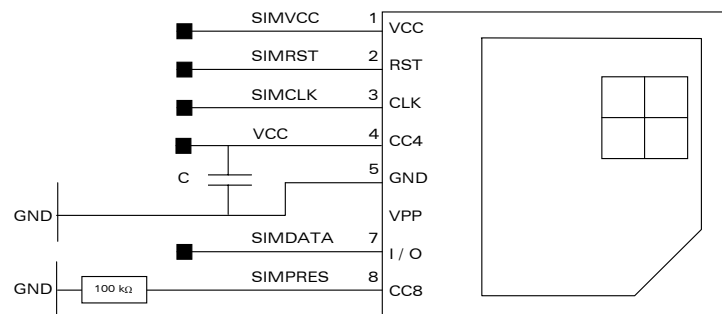 SIMVCC 1 VCC
SIMRST 2 RST
SIMCLK 3 CLK
VCC 4 CC4
C 5 GND
GND VPP
SIMDATA 7 I / O
GND 100 kΩ SIMPRES 8 CC8